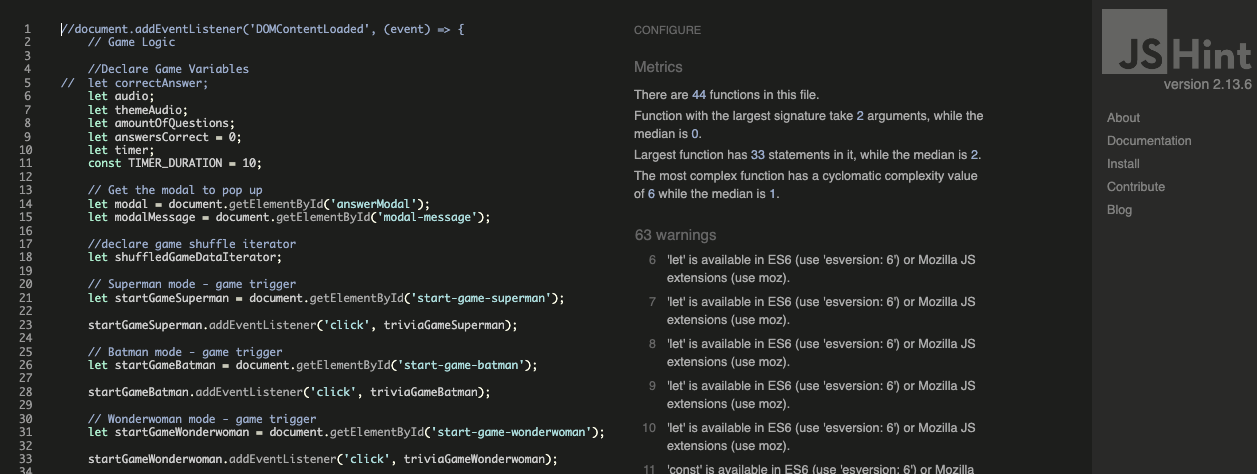 1 //document.addEventListener('DOMContentLoaded', (event) => {
2 // Game Logic
3
4 //Declare Game Variables
5 // let correctAnswer;
6 let audio;
7 let themeAudio;
8 let amountOfQuestions;
9 let answersCorrect = 0;
10 let timer;
11 const TIMER_DURATION = 10;
12
13 // Get the modal to pop up
14 let modal = document.getElementById('answerModal');
15 let modalMessage = document.getElementById('modal-message');
16
17 //declare game shuffle iterator
18 let shuffledGameDataIterator;
19
20 // Superman mode - game trigger
21 let startGameSuperman = document.getElementById('start-game-superman');
22
23 startGameSuperman.addEventListener('click', triviaGameSuperman);
24
25 // Batman mode - game trigger
26 let startGameBatman = document.getElementById('start-game-batman');
27
28 startGameBatman.addEventListener('click', triviaGameBatman);
29
30 // Wonderwoman mode - game trigger
31 let startGameWonderwoman = document.getElementById('start-game-wonderwoman');
32
33 startGameWonderwoman.addEventListener('click', triviaGameWonderwoman);
34
CONFIGURE
Metrics
There are 44 functions in this file.
Function with the largest signature take 2 arguments, while the
median is 0.
Largest function has 33 statements in it, while the median is 2.
The most complex function has a cyclomatic complexity value
of 6 while the median is 1.
63 warnings
6 'let' is available in ES6 (use 'esversion: 6') or Mozilla JS
extensions (use moz).
7 'let' is available in ES6 (use 'esversion: 6') or Mozilla JS
extensions (use moz).
8 'let' is available in ES6 (use 'esversion: 6') or Mozilla JS
extensions (use moz).
9 'let' is available in ES6 (use 'esversion: 6') or Mozilla JS
extensions (use moz).
10 'let' is available in ES6 (use 'esversion: 6') or Mozilla JS
extensions (use moz).
11 'const' is available in ES6 (use 'esversion: 6') or Mozilla
JSHint
version 2.13.6
About
Documentation
Install
Contribute
Blog